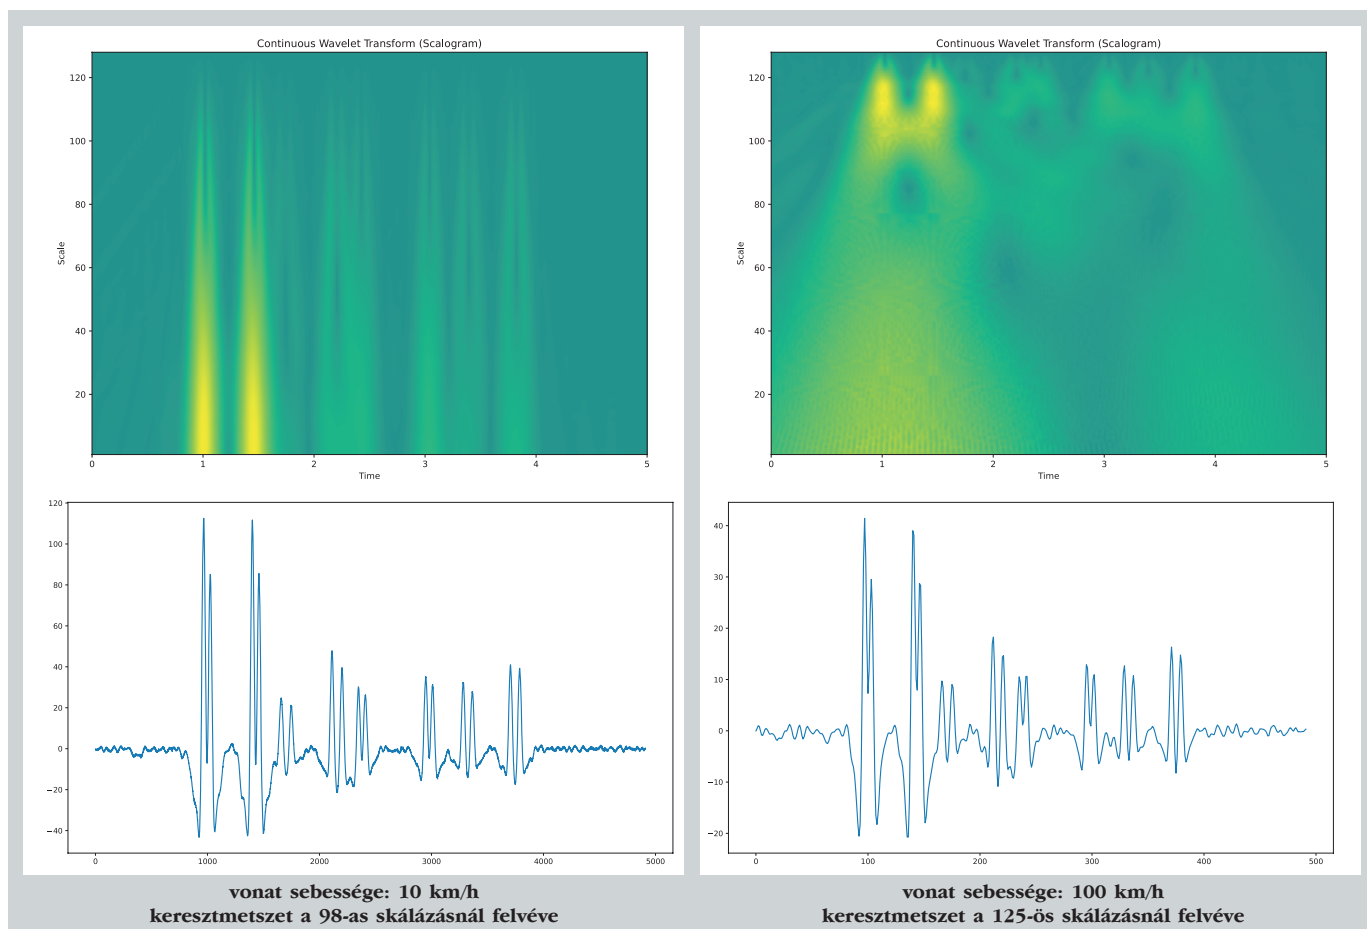 Continuous Wavelet Transform (Scalogram)
120
100
80
60
40
20
Scale
0 1 2 3 4 5
Time
120
100
80
60
40
20
0
−20
−40
0 1000 2000 3000 4000 5000
vonat sebessége: 10 km/h
keresztmetszet a 98-as skálázásnál felvéve
Continuous Wavelet Transform (Scalogram)
120
100
80
60
40
20
Scale
0 1 2 3 4 5
Time
40
30
20
10
0
−10
−20
0 100 200 300 400 500
vonat sebessége: 100 km/h
keresztmetszet a 125-ös skálázásnál felvéve